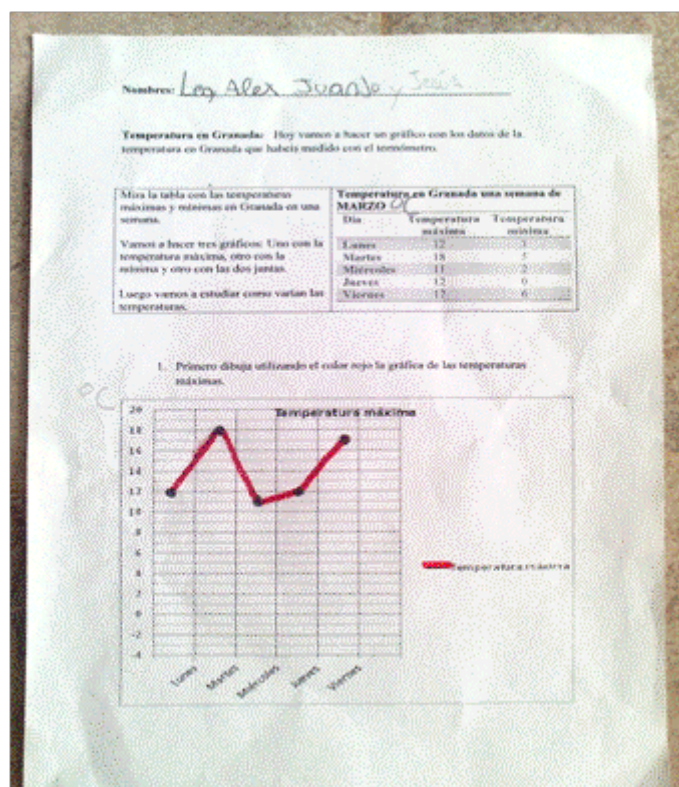 Nombres: Leo, Alex Juanjo y Jesús
Temperatura en Granada: Hoy vamos a hacer un gráfico con los datos de la
temperatura en Granada que habéis medido con el termómetro.
Mira la tabla con las temperaturas
máximas y mínimas en Granada en una
semana.
Vamos a hacer tres gráficos: Uno con la
temperatura máxima, otro con la
mínima y otro con las dos juntas.
Luego vamos a estudiar como varían las
temperaturas.
Temperatura en Granada una semana de
MARZO ºC
Día Temperatura máxima Temperatura mínima
Lunes 12
Martes 18 5
Miércoles 11 2
Jueves 12 0
Viernes 17 6
1. Primero dibuja utilizando el color rojo la gráfica de las temperaturas
máximas.
ºC
Temperatura máxima
20
18
16
14
12
10
8
6
4
2
0
-2
-4
Lunes Martes Miércoles Jueves Viernes
Temperatura máxima